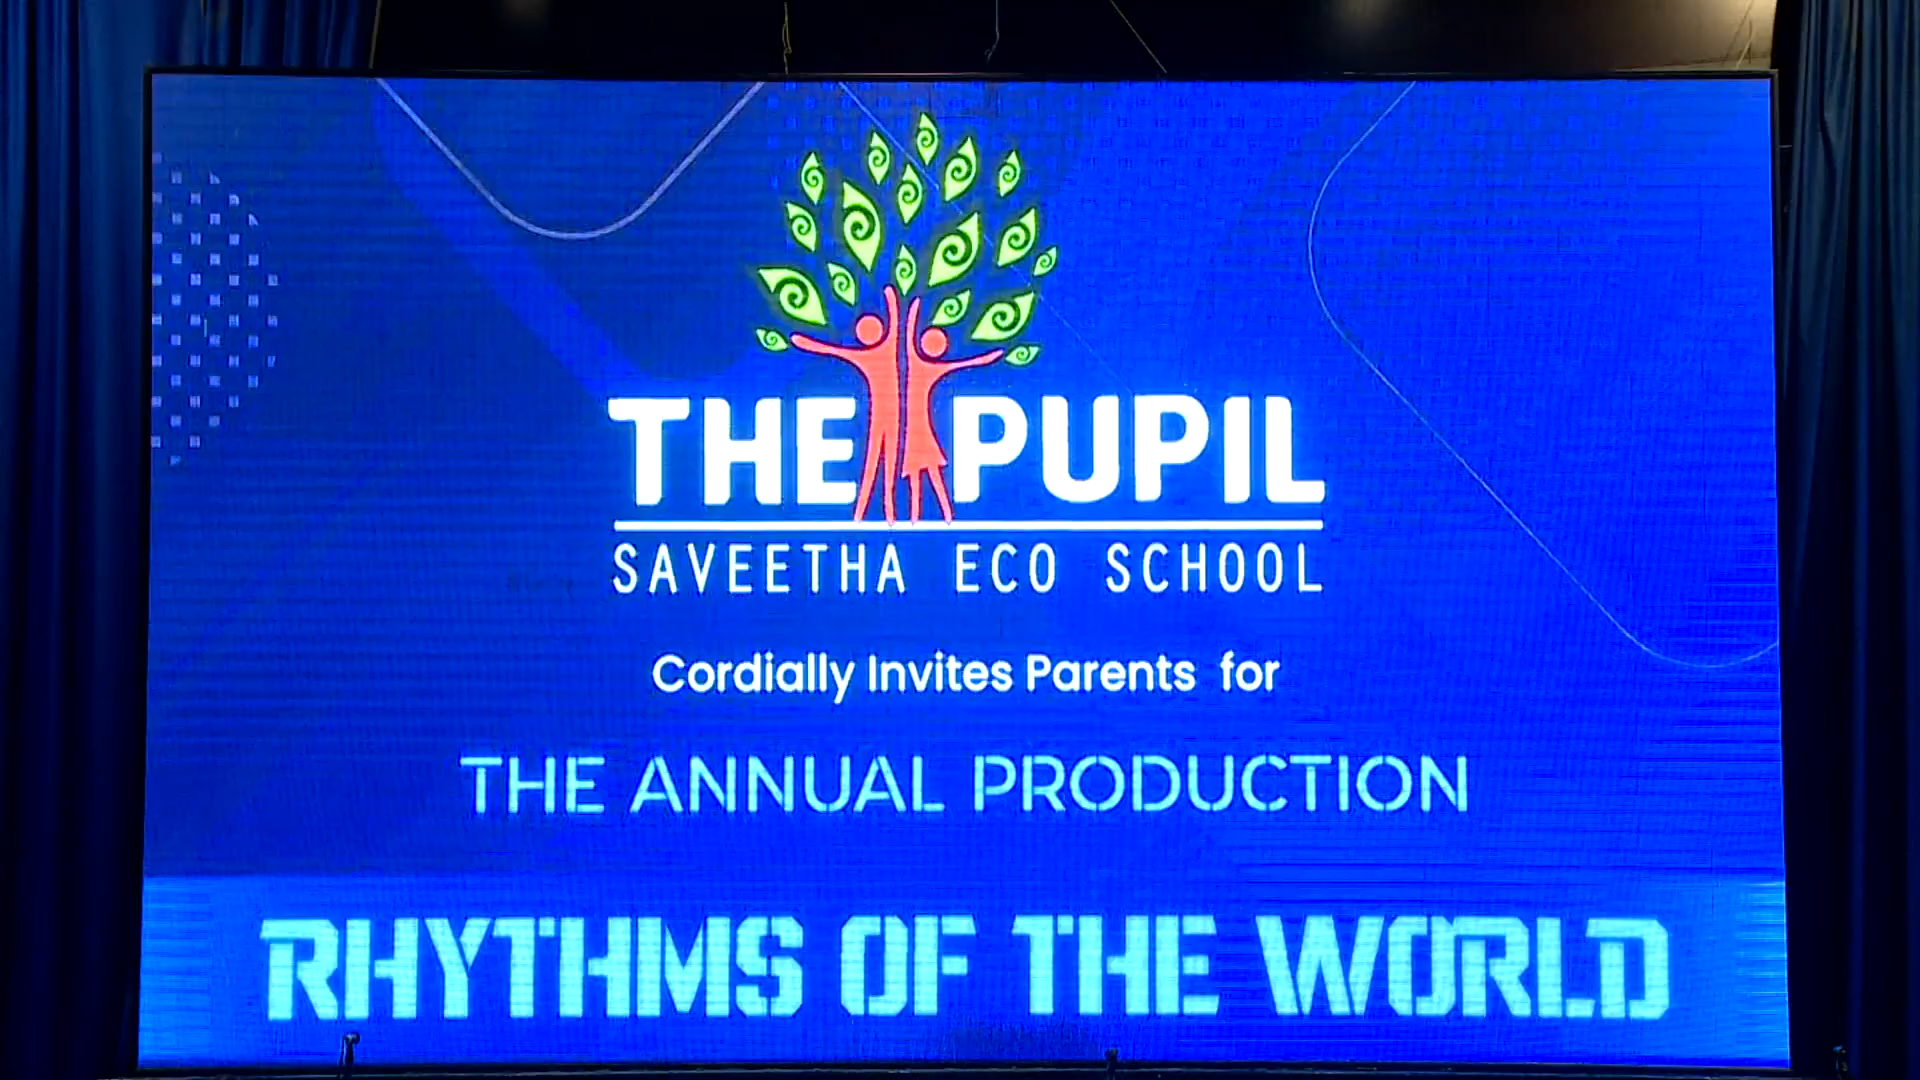 THE PUPIL
SAVEETHA ECO SCHOOL
Cordially Invites Parents for
THE ANNUAL PRODUCTION
RHYTHMS OF THE WORLD